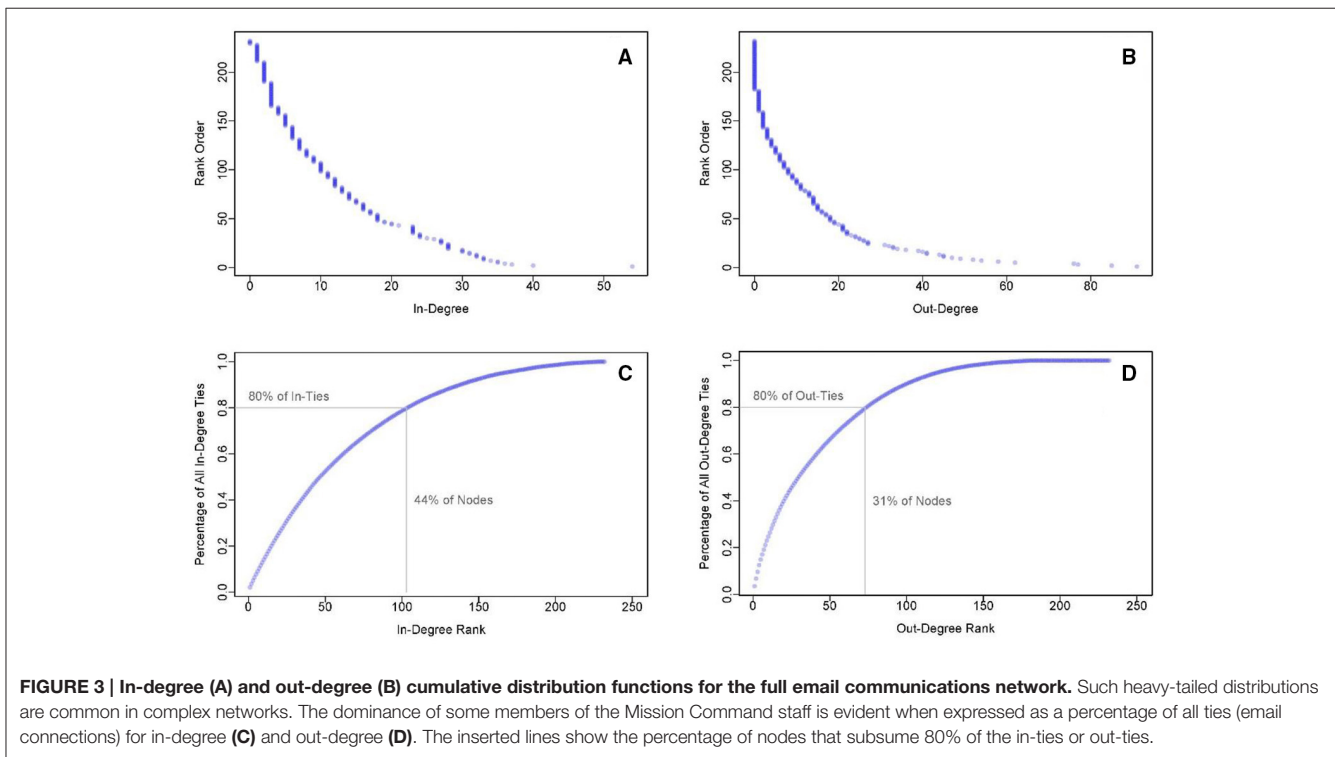 A
Rank Order
200
150
100
50
0
0 10 20 30 40 50
In-Degree
B
Rank Order
200
150
100
50
0
0 20 40 60 80
Out-Degree
C
Percentage of All In-Degree Ties
1.0
0.8
0.6
0.4
0.2
0.0
80% of In-Ties
44% of Nodes
0 50 100 150 200 250
In-Degree Rank
D
Percentage of All Out-Degree Ties
1.0
0.8
0.6
0.4
0.2
0.0
80% of Out-Ties
31% of Nodes
0 50 100 150 200 250
Out-Degree Rank
FIGURE 3 | In-degree (A) and out-degree (B) cumulative distribution functions for the full email communications network. Such heavy-tailed distributions
are common in complex networks. The dominance of some members of the Mission Command staff is evident when expressed as a percentage of all ties (email
connections) for in-degree (C) and out-degree (D). The inserted lines show the percentage of nodes that subsume 80% of the in-ties or out-ties.